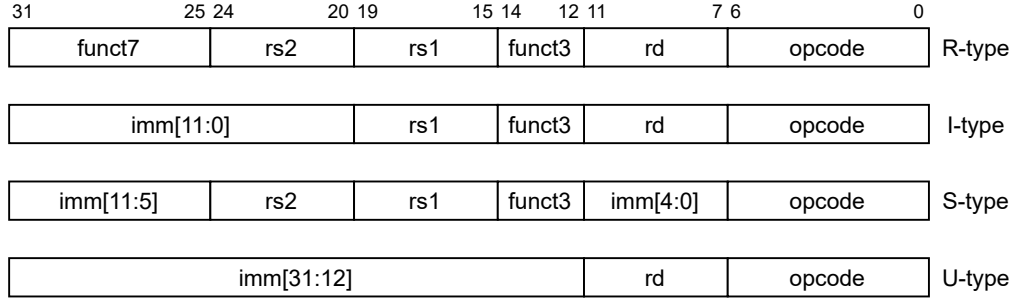 31 25 24 20 19 15 14 12 11 7 6 0
funct7 rs2 rs1 funct3 rd opcode R-type
imm[11:0] rs1 funct3 rd opcode I-type
imm[11:5] rs2 rs1 funct3 imm[4:0] opcode S-type
imm[31:12] rd opcode U-type